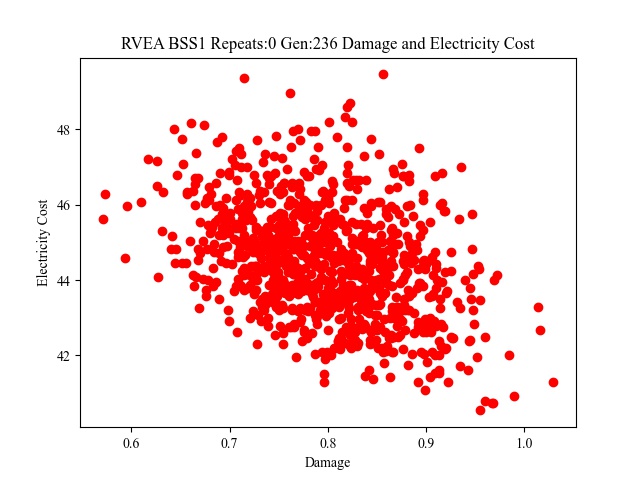 RVEA BSS1 Repeats:0 Gen:236 Damage and Electricity Cost
48
46
44
42
Electricity Cost
0.6 0.7 0.8 0.9 1.0
Damage